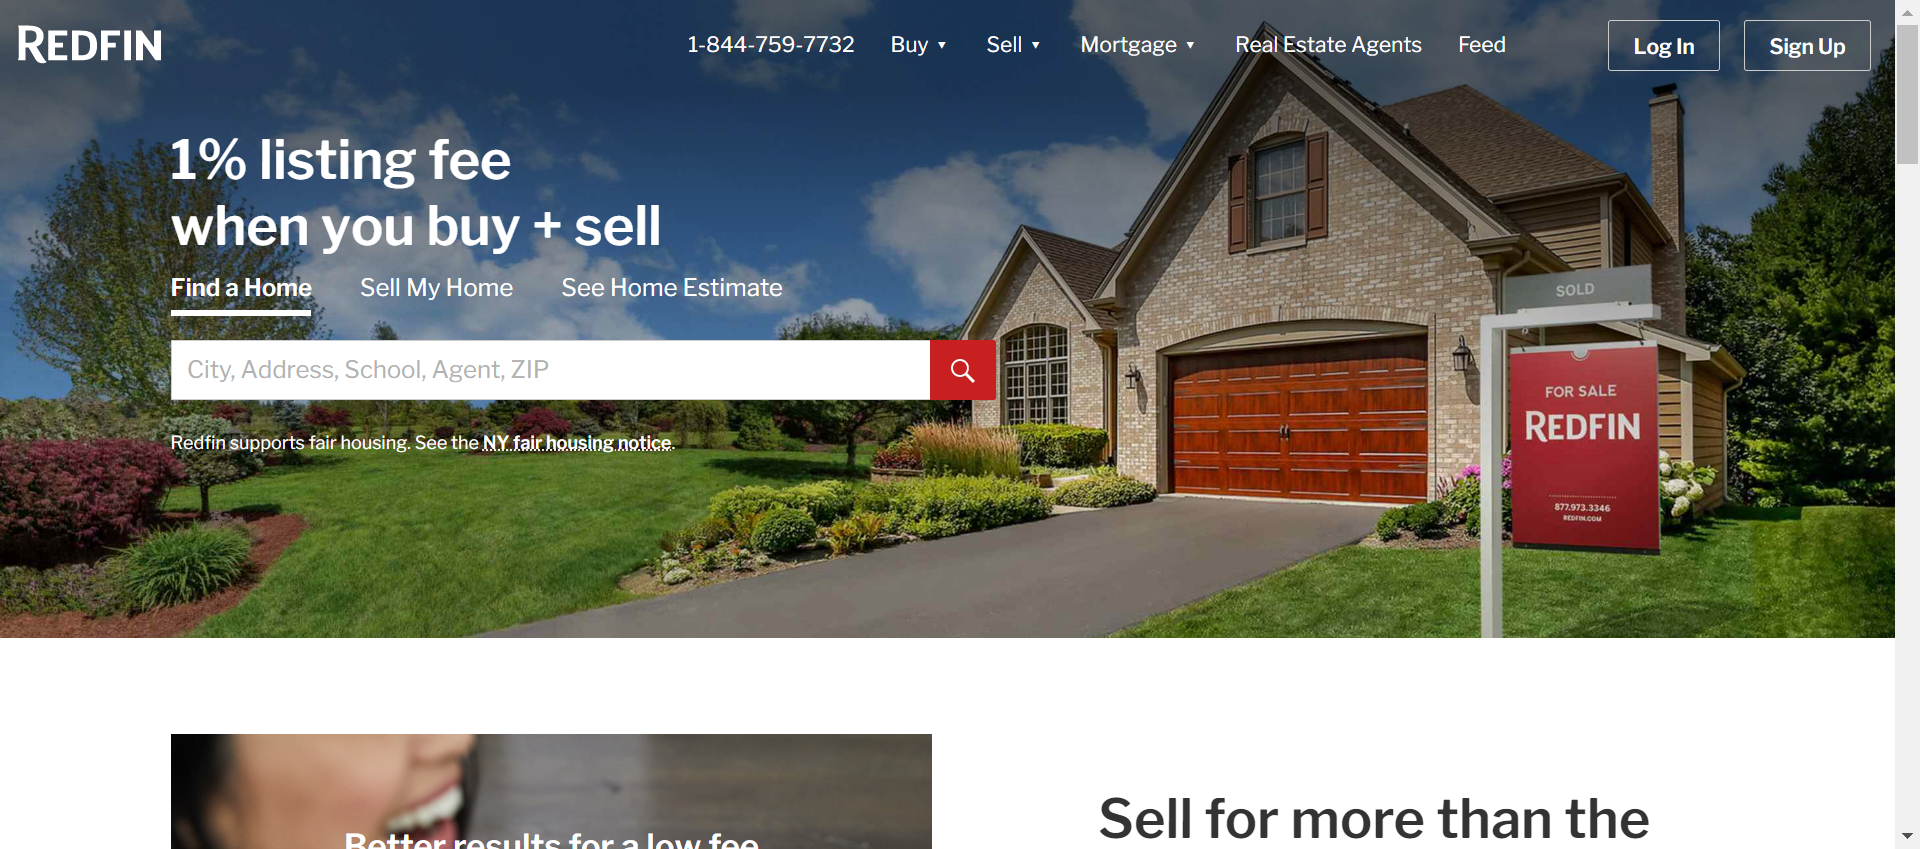 REDFIN
1-844-759-7732 Buy ▼ Sell ▼ Mortgage ▼ Real Estate Agents Feed Log In Sign Up
1% listing fee
when you buy + sell
Find a Home Sell My Home See Home Estimate
City, Address, School, Agent, ZIP
Redfin supports fair housing. See the NY fair housing notice.
SOLD
FOR SALE
REDFIN
877.973.3346
REDFIN.COM
Better results for a low fee
Sell for more than the